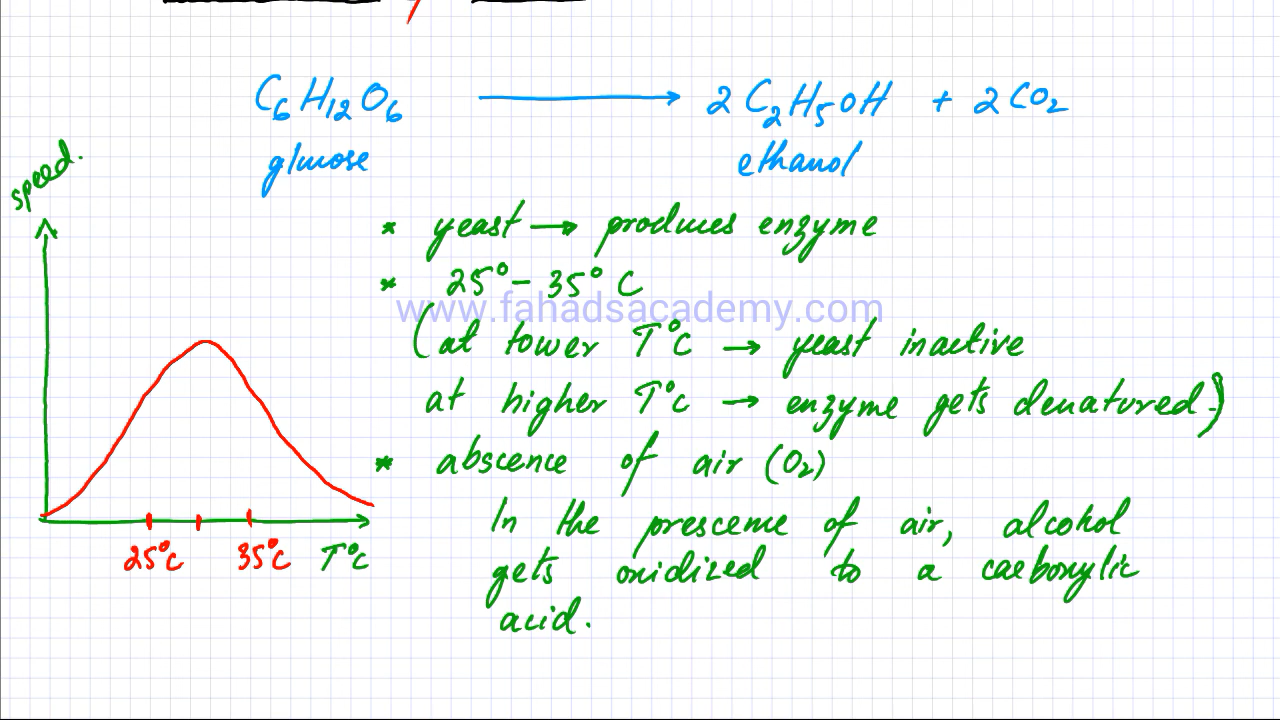 C₆H₁₂O₆ ⟶ 2 C₂H₅OH + 2CO₂
glucose ethanol
speed.
* yeast → produces enzyme
* 25° – 35° C
www.fahadsacademy.com
(at lower T°C → yeast inactive
at higher T°C → enzyme gets denatured.)
* abscence of air (O₂)
In the prescence of air, alcohol
gets oxidized to a carboxylic
acid.
25°C 35°C T°C